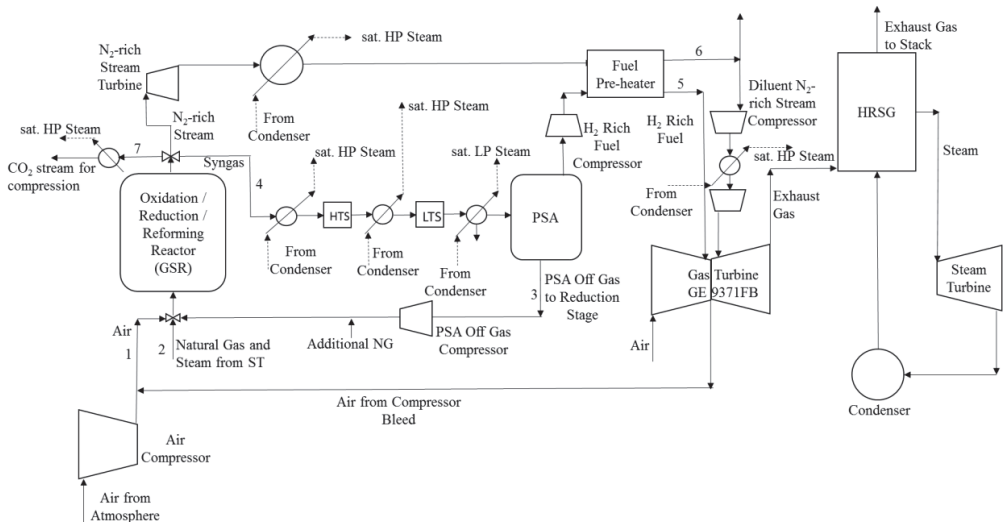 N2-rich
Stream
Turbine
sat. HP Steam
From
Condenser
N2-rich
Stream
sat. HP Steam
7
CO2 stream for
compression
Syngas
4
Oxidation /
Reduction /
Reforming
Reactor
(GSR)
sat. HP Steam
From
Condenser
HTS
sat. HP Steam
From
Condenser
LTS
sat. LP Steam
From
Condenser
PSA
H2 Rich
Fuel
Compressor
Fuel
Pre-heater
6
5
H2 Rich
Fuel
Diluent N2-
rich Stream
Compressor
sat. HP Steam
From
Condenser
Exhaust
Gas
Exhaust Gas
to Stack
HRSG
Steam
Steam
Turbine
Condenser
Gas Turbine
GE 9371FB
Air
3
PSA Off Gas
to Reduction
Stage
PSA Off Gas
Compressor
Additional NG
Air
1
2
Natural Gas and
Steam from ST
Air from Compressor
Bleed
Air
Compressor
Air from
Atmosphere